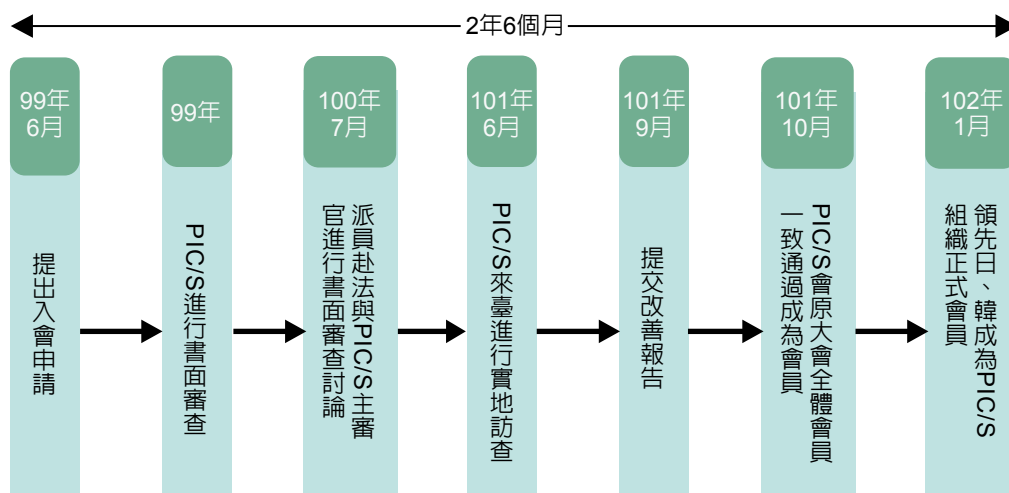 2年6個月
99年
6月
提出入會申請
99年
PIC/S進行書面審查
100年
7月
派員赴法與PIC/S主審
官進行書面審查討論
101年
6月
PIC/S來臺進行實地訪查
101年
9月
提交改善報告
101年
10月
PIC/S會原大會全體會員
一致通過成為會員
102年
1月
領先日、韓成為PIC/S
組織正式會員